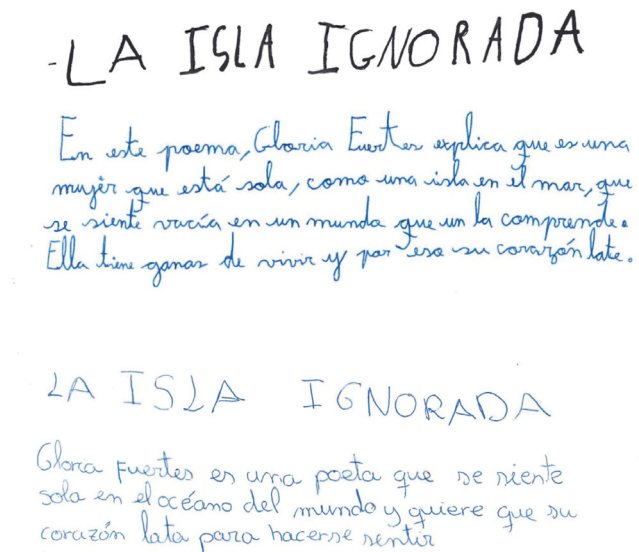 -LA ISLA IGNORADA
En este poema, Gloria Fuertes explica que es una
mujer que está sola, como una isla en el mar, que
se siente vacía en un mundo que un la comprende.
Ella tiene ganas de vivir y por eso su corazón late.
LA ISLA IGNORADA
Gloria Fuertes es una poeta que se siente
sola en el océano del mundo y quiere que su
corazón lata para hacerse sentir